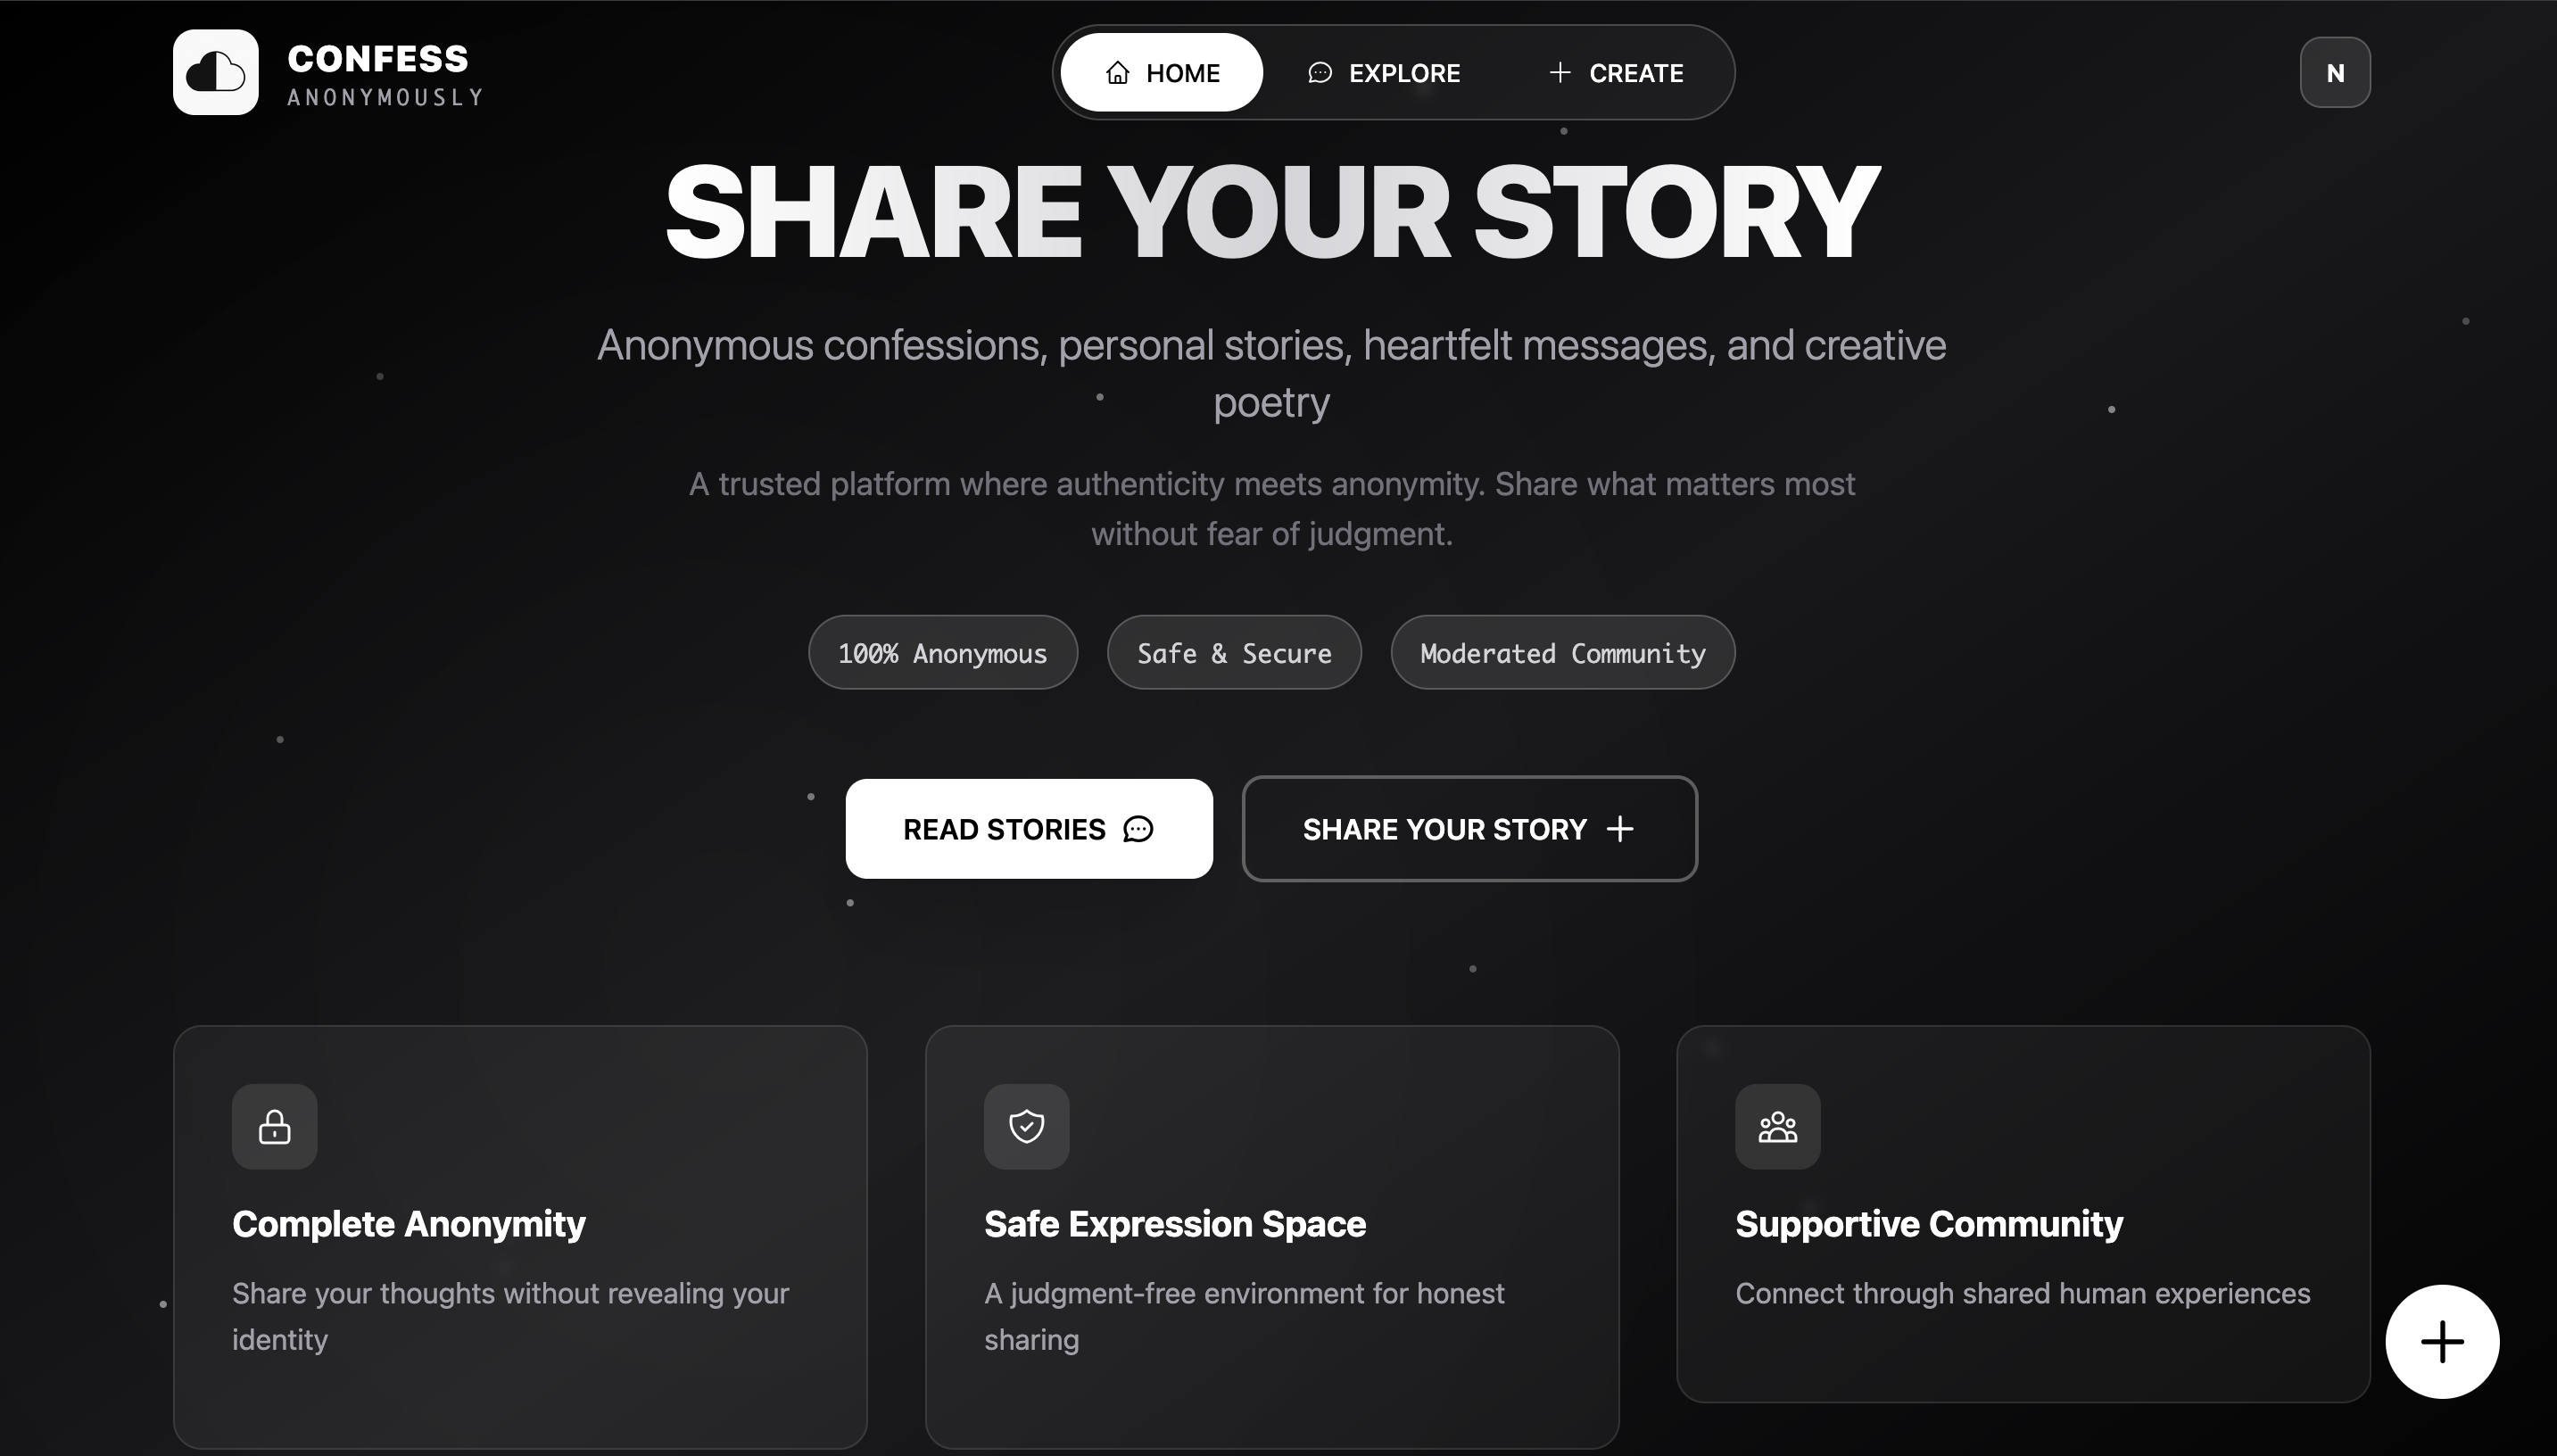 CONFESS
ANONYMOUSLY
HOME
EXPLORE
CREATE
N
SHARE YOUR STORY
Anonymous confessions, personal stories, heartfelt messages, and creative
poetry
A trusted platform where authenticity meets anonymity. Share what matters most
without fear of judgment.
100% Anonymous
Safe & Secure
Moderated Community
READ STORIES
SHARE YOUR STORY
Complete Anonymity
Share your thoughts without revealing your
identity
Safe Expression Space
A judgment-free environment for honest
sharing
Supportive Community
Connect through shared human experiences